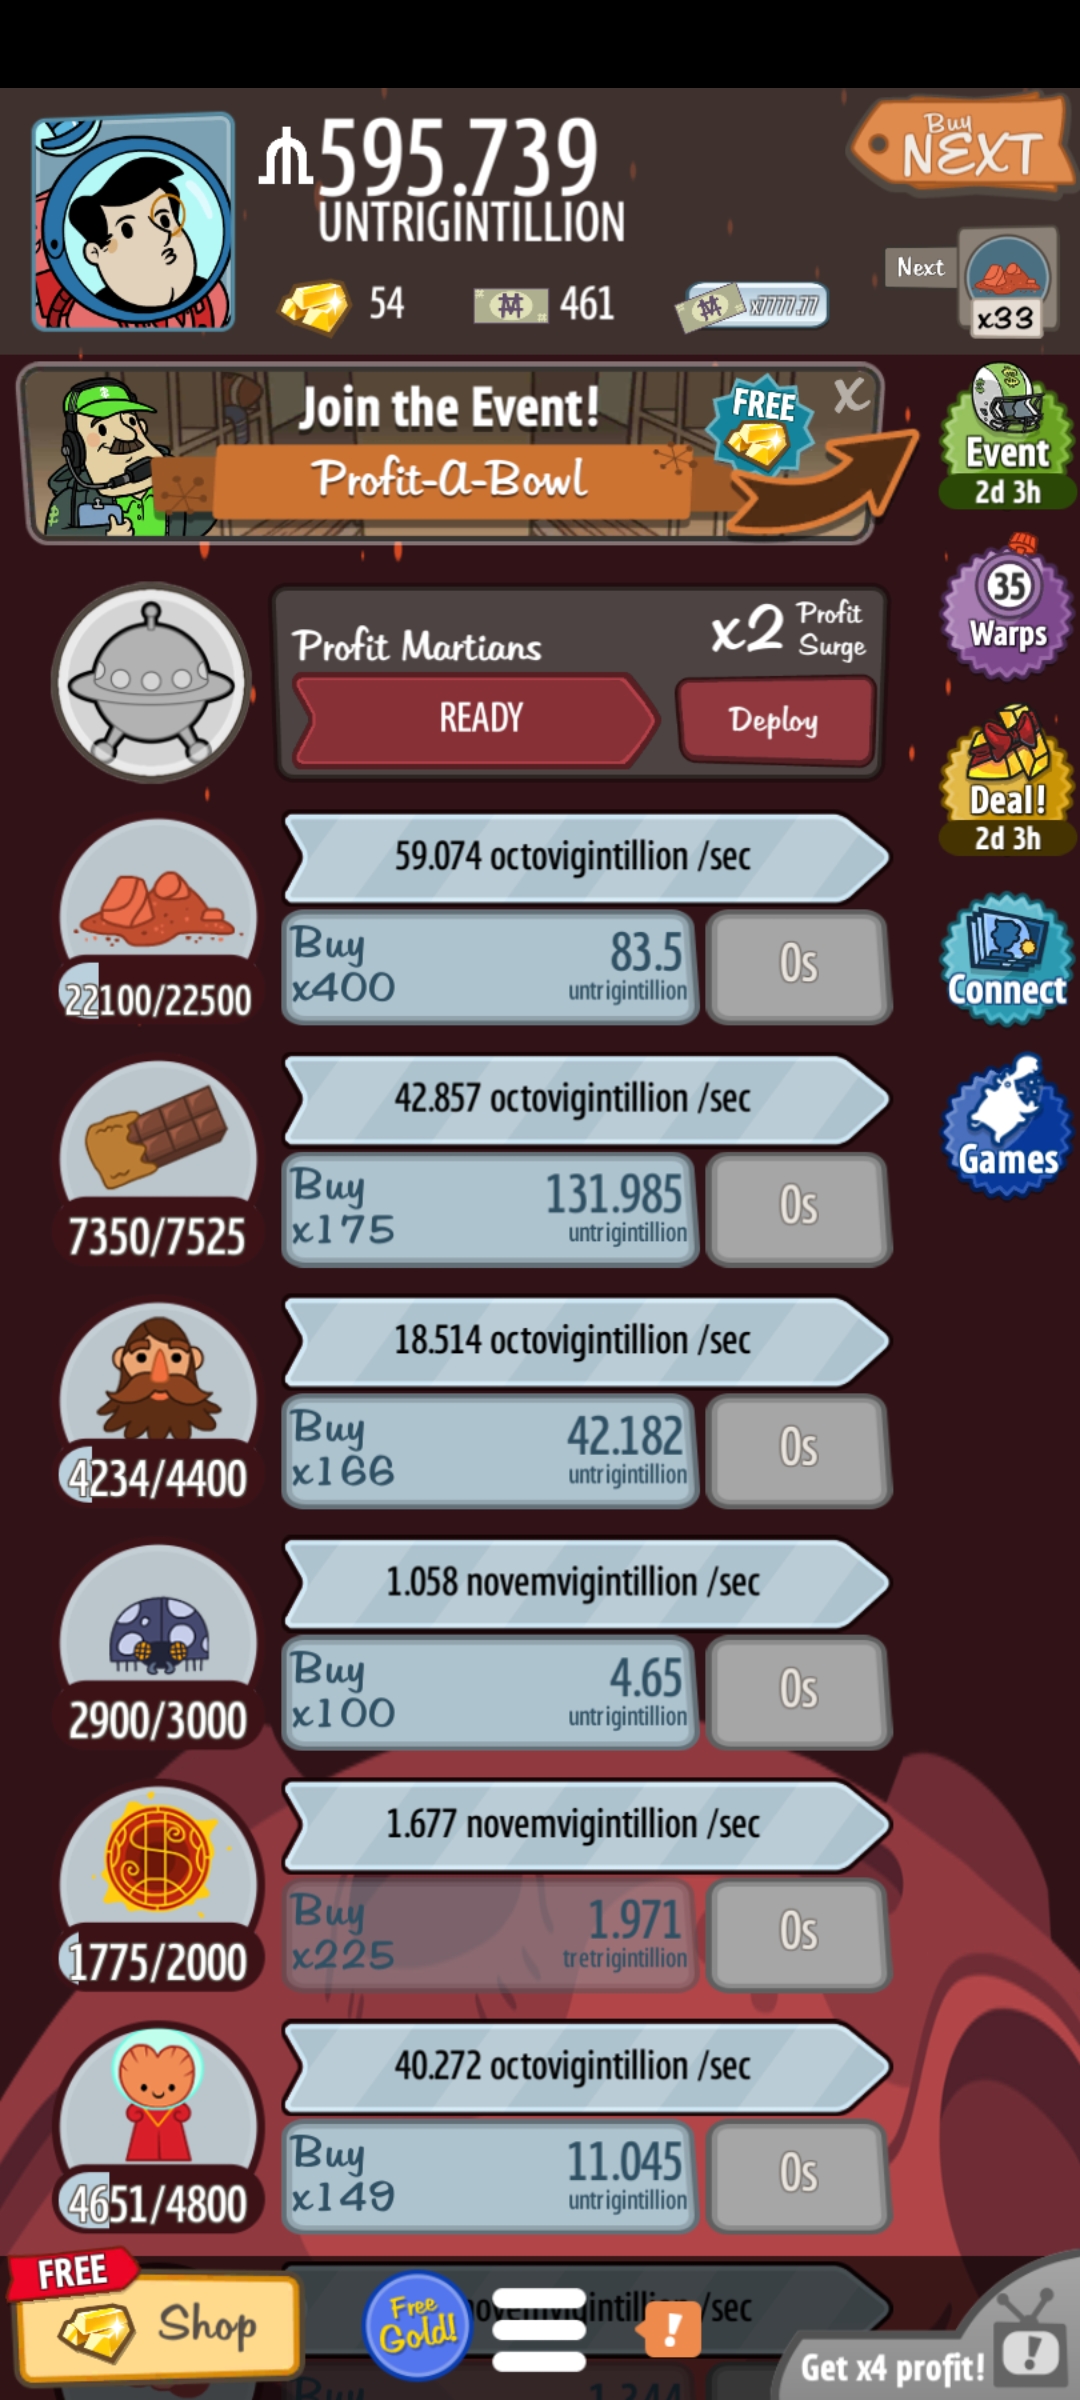 Buy
NEXT
595.739
UNTRIGINTILLION
54
461
x7777.77
Next
x33
Join the Event!
Profit-A-Bowl
FREE
X
Event
2d 3h
35
Warps
Profit Martians
x2 Profit Surge
READY
Deploy
Deal!
2d 3h
59.074 octovigintillion /sec
22100/22500
Buy x400
83.5
untrigintillion
0s
Connect
42.857 octovigintillion /sec
7350/7525
Buy x175
131.985
untrigintillion
0s
Games
18.514 octovigintillion /sec
4234/4400
Buy x166
42.182
untrigintillion
0s
1.058 novemvigintillion /sec
2900/3000
Buy x100
4.65
untrigintillion
0s
1.677 novemvigintillion /sec
1775/2000
Buy x225
1.971
tretrigintillion
0s
40.272 octovigintillion /sec
4651/4800
Buy x149
11.045
untrigintillion
0s
FREE
Shop
Free Gold!
/sec
!
Get x4 profit!
!
Buy